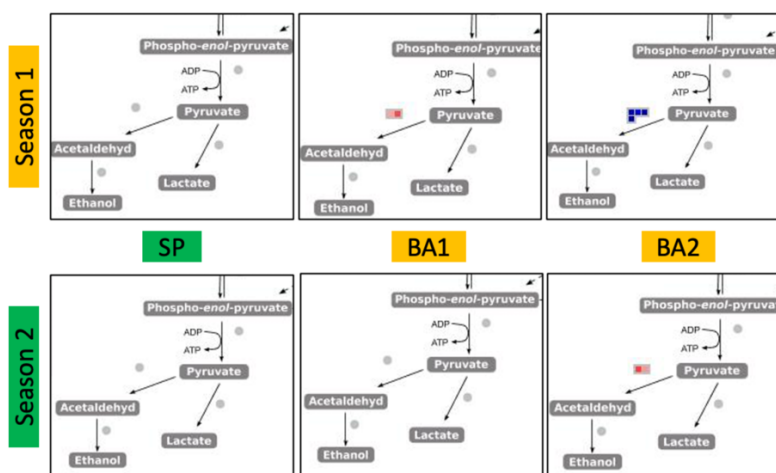 Season 1
Phospho-enol-pyruvate
ADP
ATP
Pyruvate
Acetaldehyd
Lactate
Ethanol
Phospho-enol-pyruvate
ADP
ATP
Pyruvate
Acetaldehyd
Lactate
Ethanol
Phospho-enol-pyruvate
ADP
ATP
Pyruvate
Acetaldehyd
Lactate
Ethanol
SP
BA1
BA2
Season 2
Phospho-enol-pyruvate
ADP
ATP
Pyruvate
Acetaldehyd
Lactate
Ethanol
Phospho-enol-pyruvate
ADP
ATP
Pyruvate
Acetaldehyd
Lactate
Ethanol
Phospho-enol-pyruvate
ADP
ATP
Pyruvate
Acetaldehyd
Lactate
Ethanol